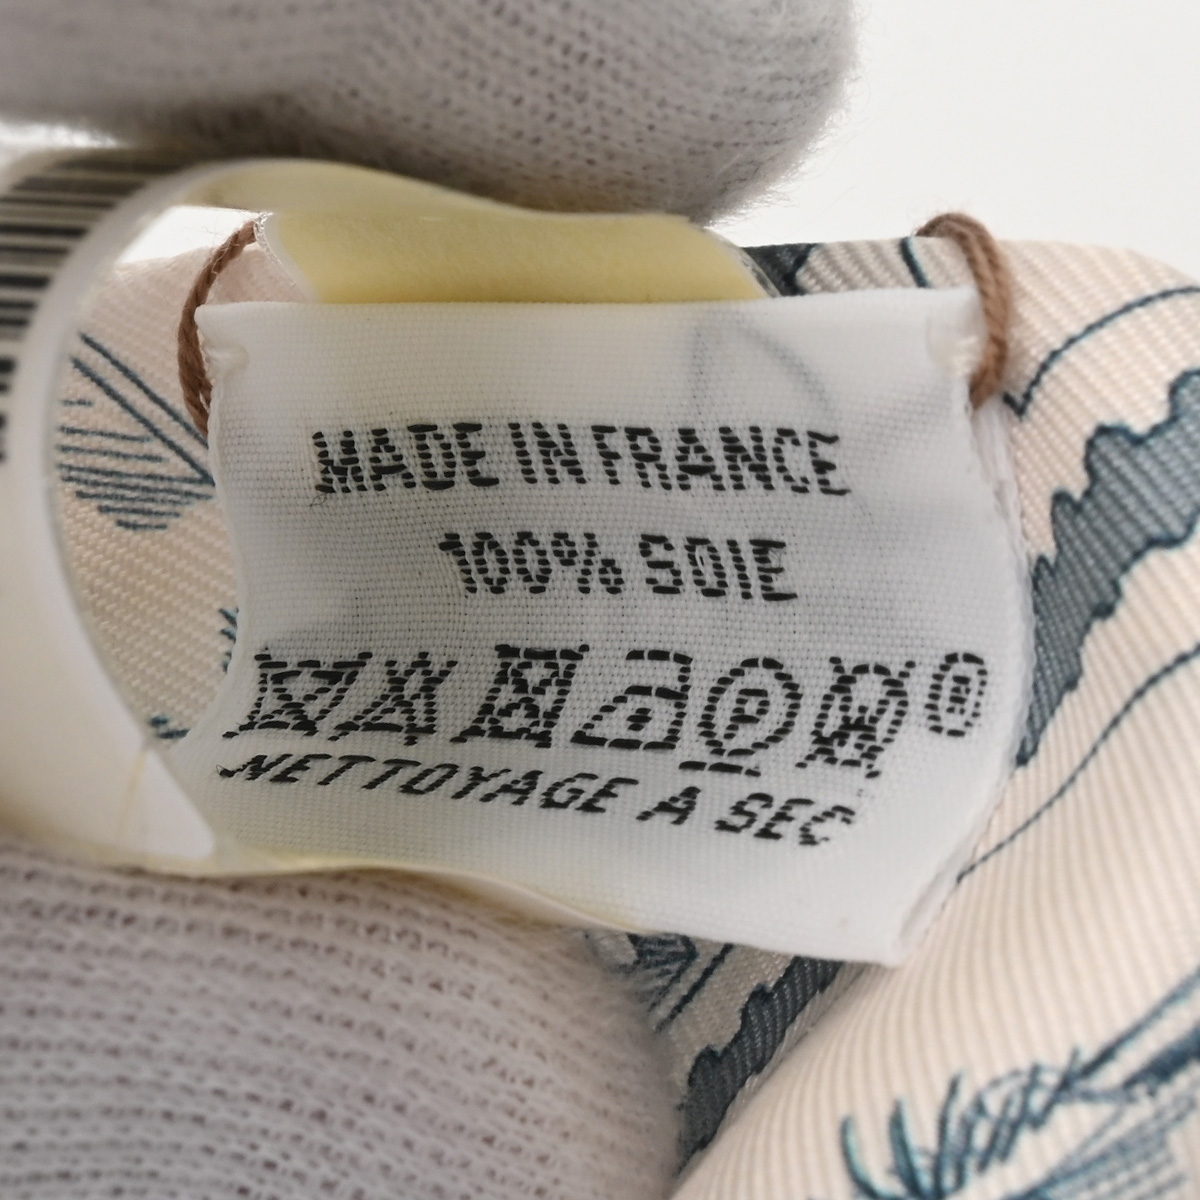 MADE IN FRANCE
100% SOIE
P
NETTOYAGE A SEC